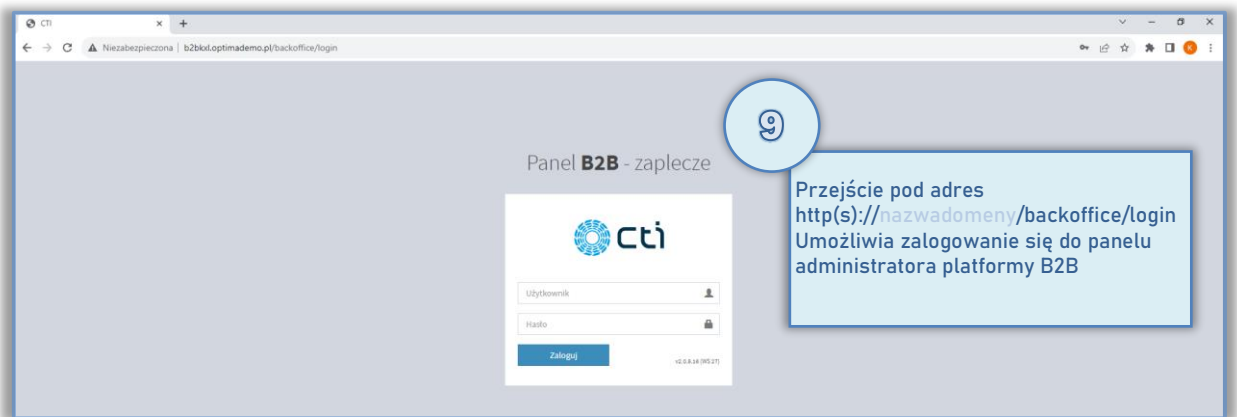 CTI
Niezabezpieczona | b2bkxl.optimademo.pl/backoffice/login
K
9
Panel B2B - zaplecze
Przejście pod adres
http(s)://nazwadomeny/backoffice/login
Umożliwia zalogowanie się do panelu
administratora platformy B2B
cti
Użytkownik
Hasło
Zaloguj